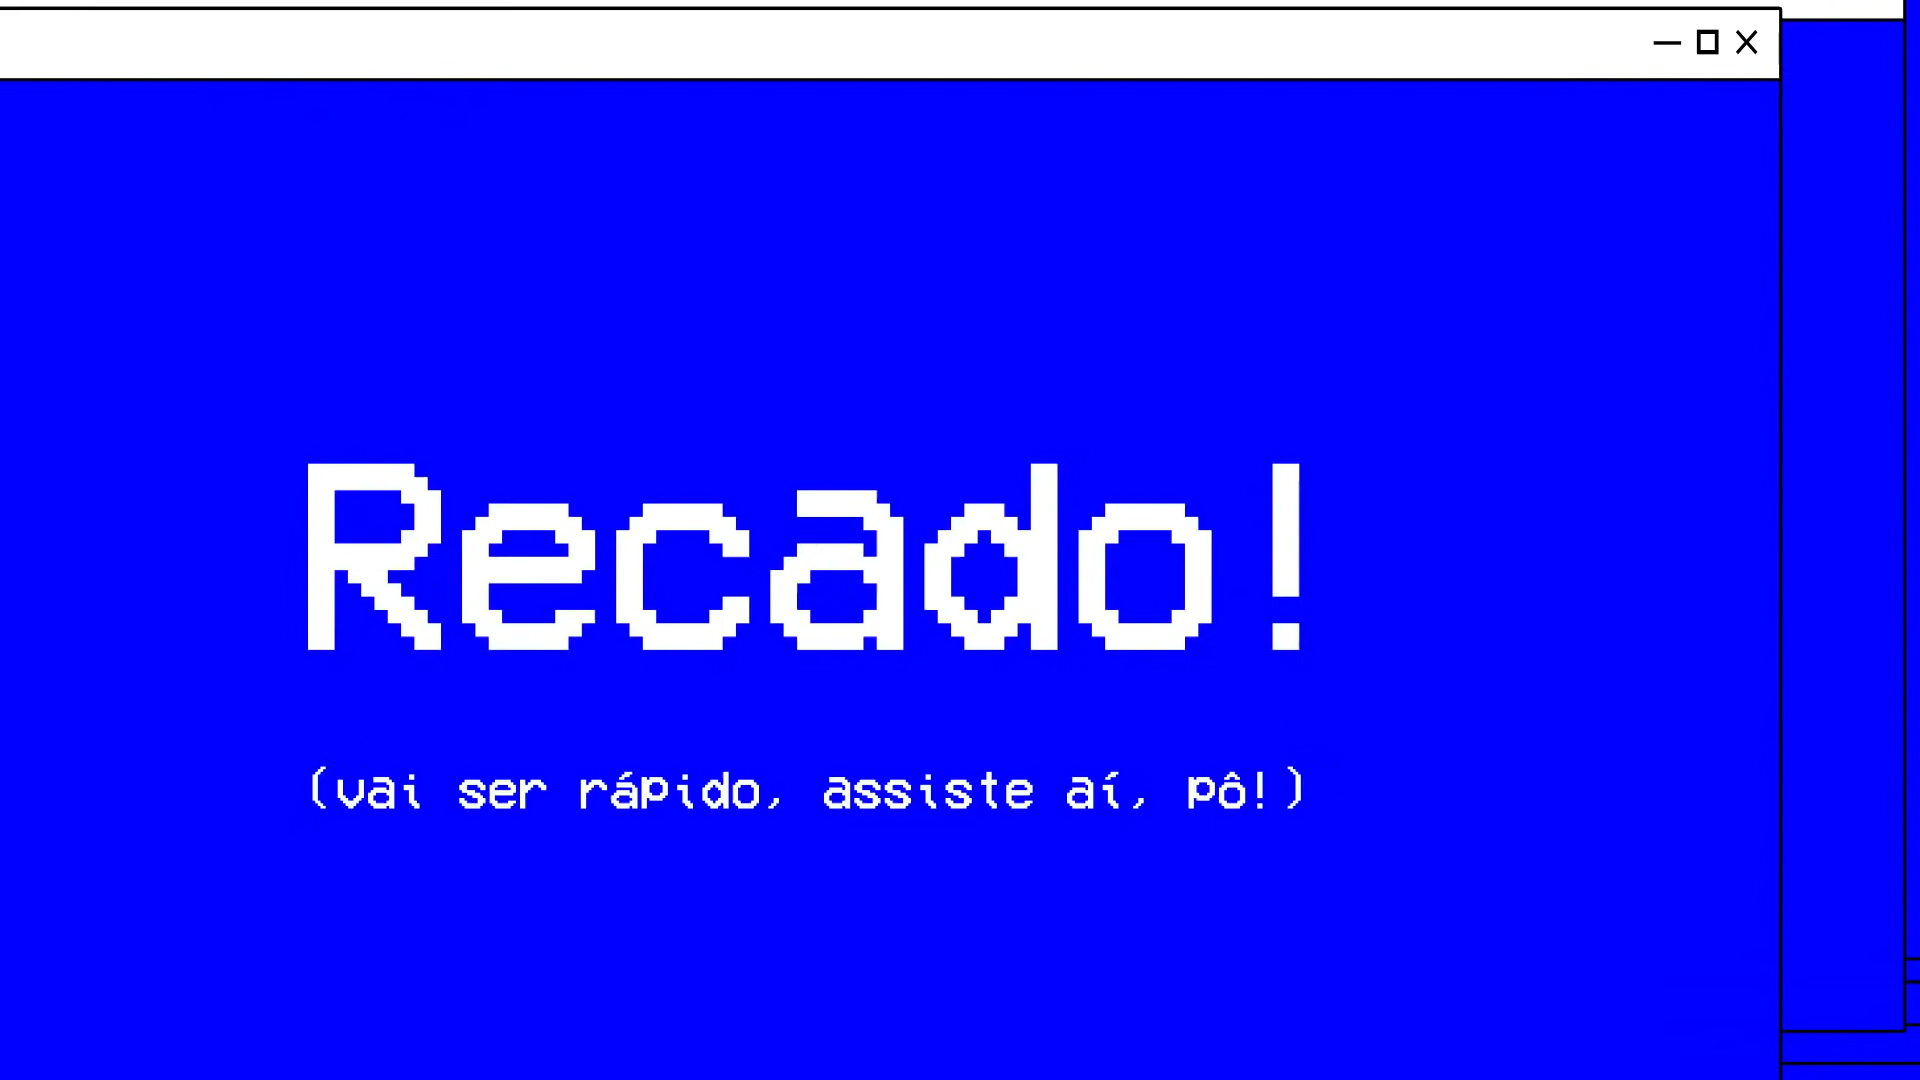 Recado!
(vai ser rápido, assiste aí, pô!)